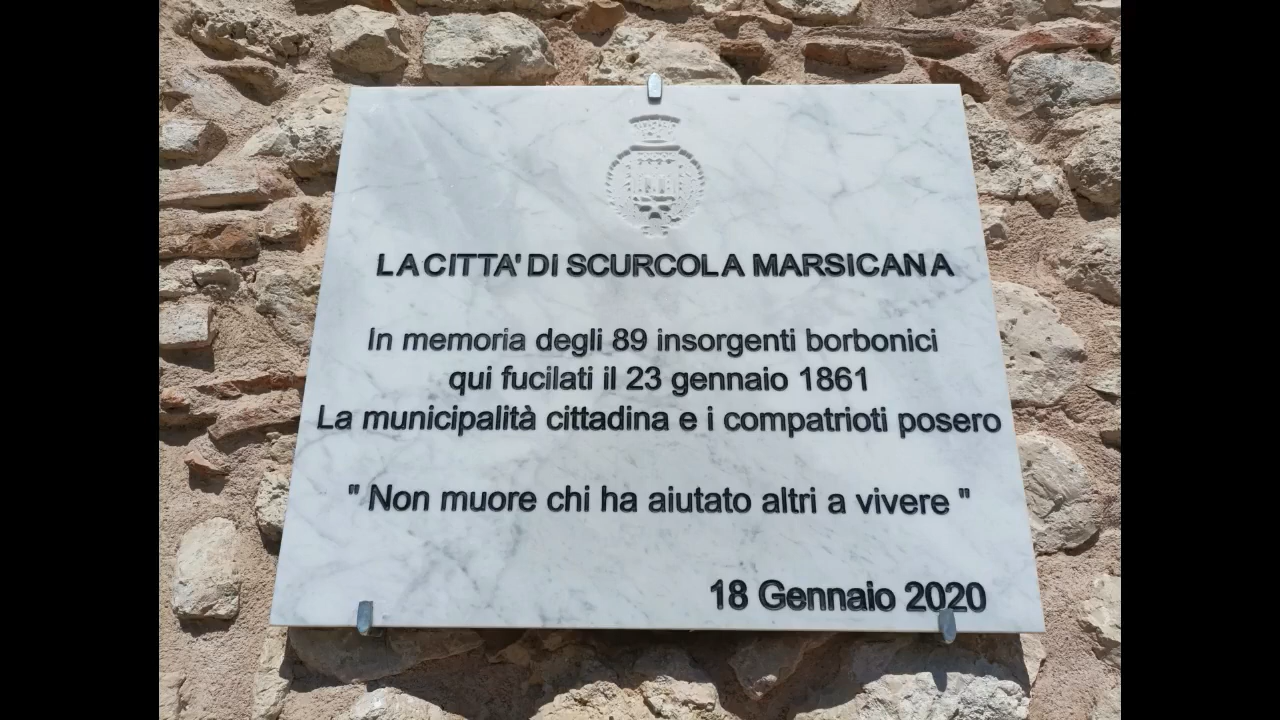 LA CITTA' DI SCURCOLA MARSICANA
In memoria degli 89 insorgenti borbonici
qui fucilati il 23 gennaio 1861
La municipalità cittadina e i compatrioti posero
" Non muore chi ha aiutato altri a vivere "
18 Gennaio 2020